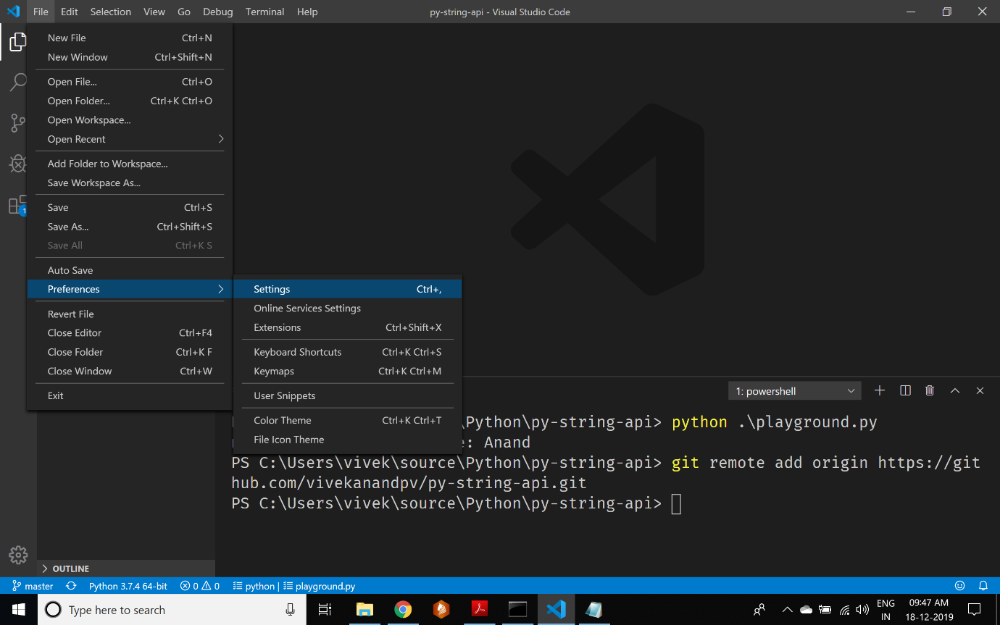 File Edit Selection View Go Debug Terminal Help
py-string-api - Visual Studio Code
New File Ctrl+N
New Window Ctrl+Shift+N
Open File... Ctrl+O
Open Folder... Ctrl+K Ctrl+O
Open Workspace...
Open Recent
Add Folder to Workspace...
Save Workspace As...
Save Ctrl+S
Save As... Ctrl+Shift+S
Save All Ctrl+K S
Auto Save
Preferences
Revert File
Close Editor Ctrl+F4
Close Folder Ctrl+K F
Close Window Ctrl+W
Exit
Settings Ctrl+,
Online Services Settings
Extensions Ctrl+Shift+X
Keyboard Shortcuts Ctrl+K Ctrl+S
Keymaps Ctrl+K Ctrl+M
User Snippets
Color Theme Ctrl+K Ctrl+T
File Icon Theme
1
1: powershell
\Python\py-string-api> python .\playground.py
: Anand
PS C:\Users\vivek\source\Python\py-string-api> git remote add origin https://git
hub.com/vivekanandpv/py-string-api.git
PS C:\Users\vivek\source\Python\py-string-api>
OUTLINE
master Python 3.7.4 64-bit 0 0 python | playground.py
Type here to search
ENG
IN
09:47 AM
18-12-2019